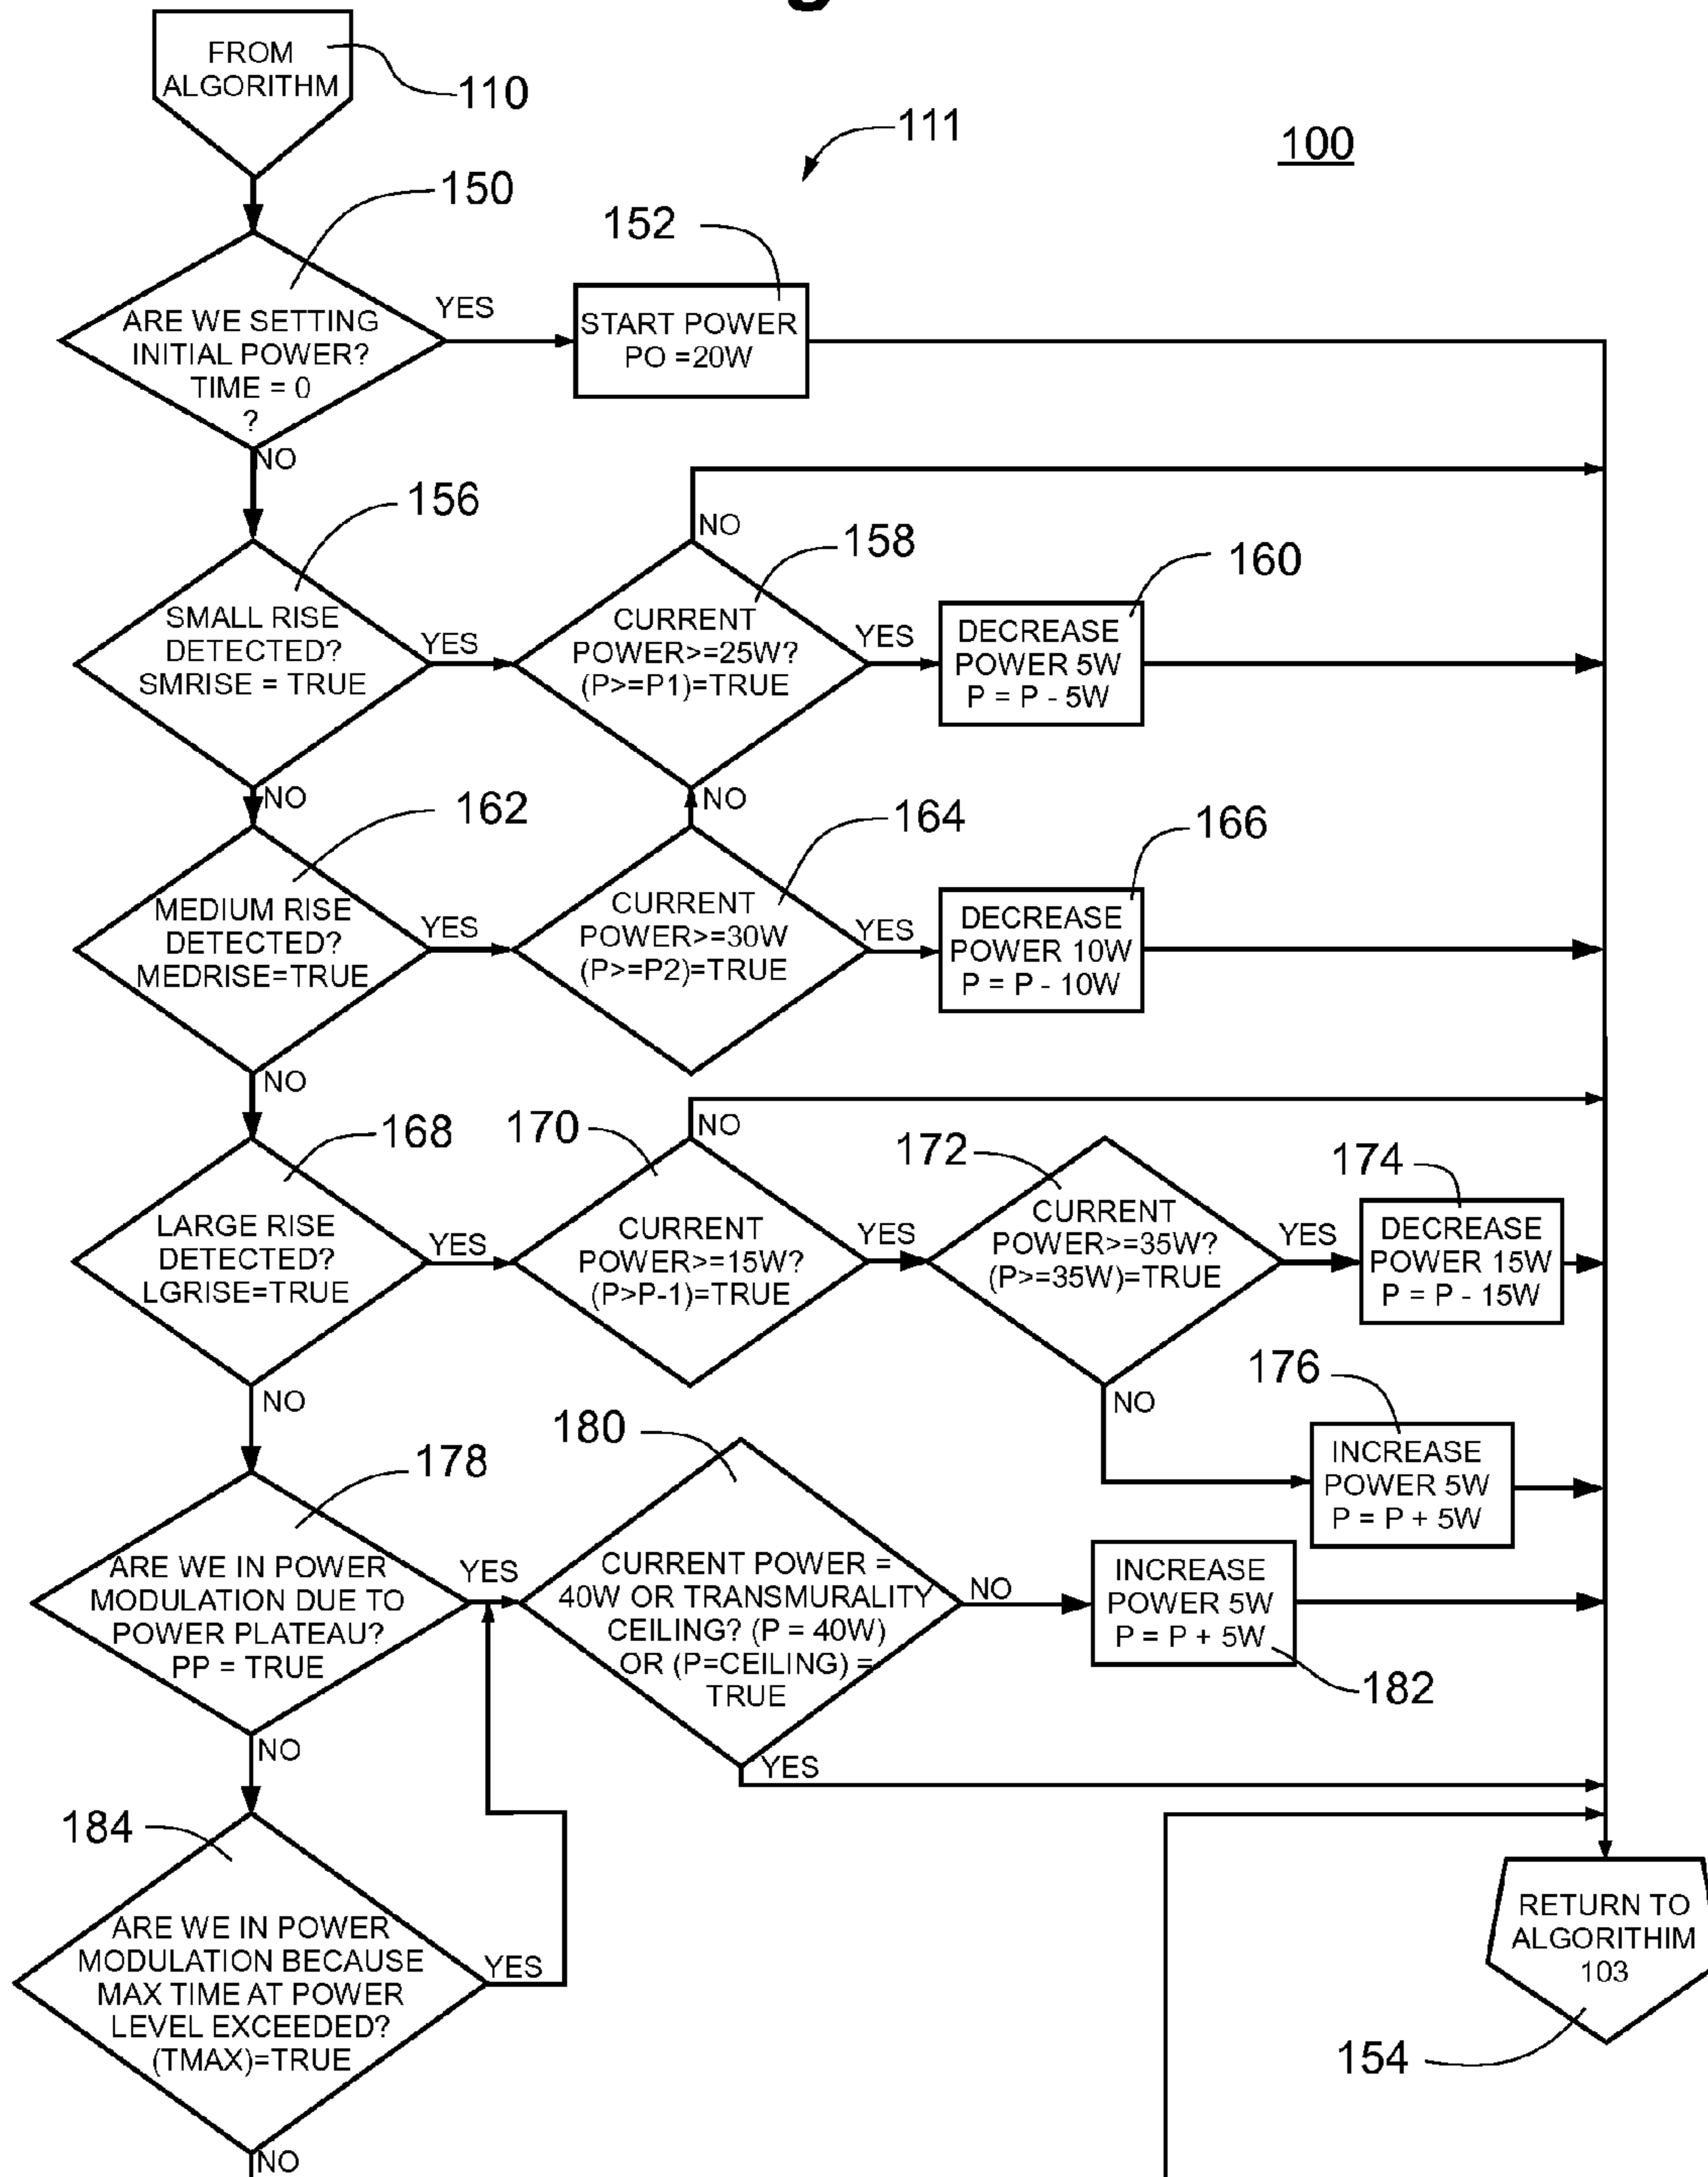 FROM
ALGORITHM
110
111
100
150
152
ARE WE SETTING
INITIAL POWER?
TIME = 0
?
YES
START POWER
PO =20W
NO
156
SMALL RISE
DETECTED?
SMRISE = TRUE
YES
NO
158
CURRENT
POWER>=25W?
(P>=P1)=TRUE
YES
160
DECREASE
POWER 5W
P = P - 5W
NO
162
MEDIUM RISE
DETECTED?
MEDRISE=TRUE
YES
NO
164
CURRENT
POWER>=30W
(P>=P2)=TRUE
YES
166
DECREASE
POWER 10W
P = P - 10W
NO
168
LARGE RISE
DETECTED?
LGRISE=TRUE
YES
170
NO
CURRENT
POWER>=15W?
(P>P-1)=TRUE
YES
172
CURRENT
POWER>=35W?
(P>=35W)=TRUE
YES
174
DECREASE
POWER 15W
P = P - 15W
NO
176
INCREASE
POWER 5W
P = P + 5W
NO
178
ARE WE IN POWER
MODULATION DUE TO
POWER PLATEAU?
PP = TRUE
YES
180
CURRENT POWER =
40W OR TRANSMURALITY
CEILING? (P = 40W)
OR (P=CEILING) =
TRUE
NO
INCREASE
POWER 5W
P = P + 5W
182
YES
NO
184
ARE WE IN POWER
MODULATION BECAUSE
MAX TIME AT POWER
LEVEL EXCEEDED?
(TMAX)=TRUE
YES
NO
RETURN TO
ALGORITHIM
103
154